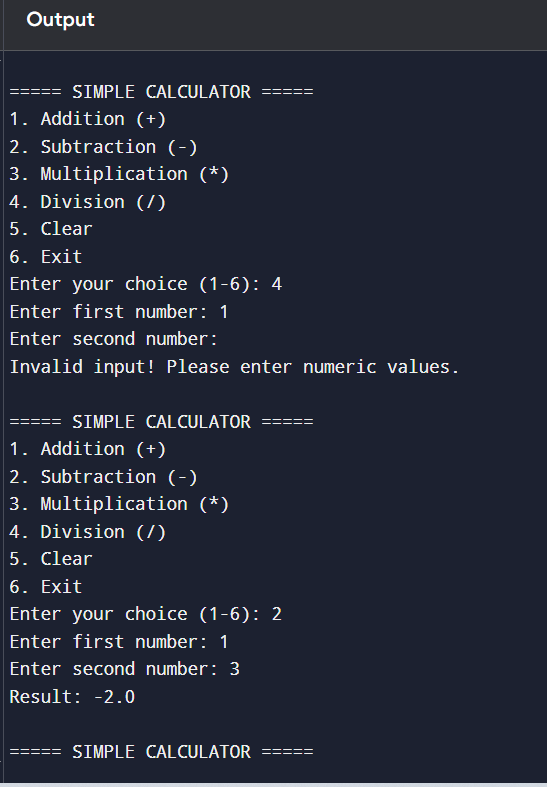 Output
===== SIMPLE CALCULATOR =====
1. Addition (+)
2. Subtraction (-)
3. Multiplication (*)
4. Division (/)
5. Clear
6. Exit
Enter your choice (1-6): 4
Enter first number: 1
Enter second number:
Invalid input! Please enter numeric values.
===== SIMPLE CALCULATOR =====
1. Addition (+)
2. Subtraction (-)
3. Multiplication (*)
4. Division (/)
5. Clear
6. Exit
Enter your choice (1-6): 2
Enter first number: 1
Enter second number: 3
Result: -2.0
===== SIMPLE CALCULATOR =====